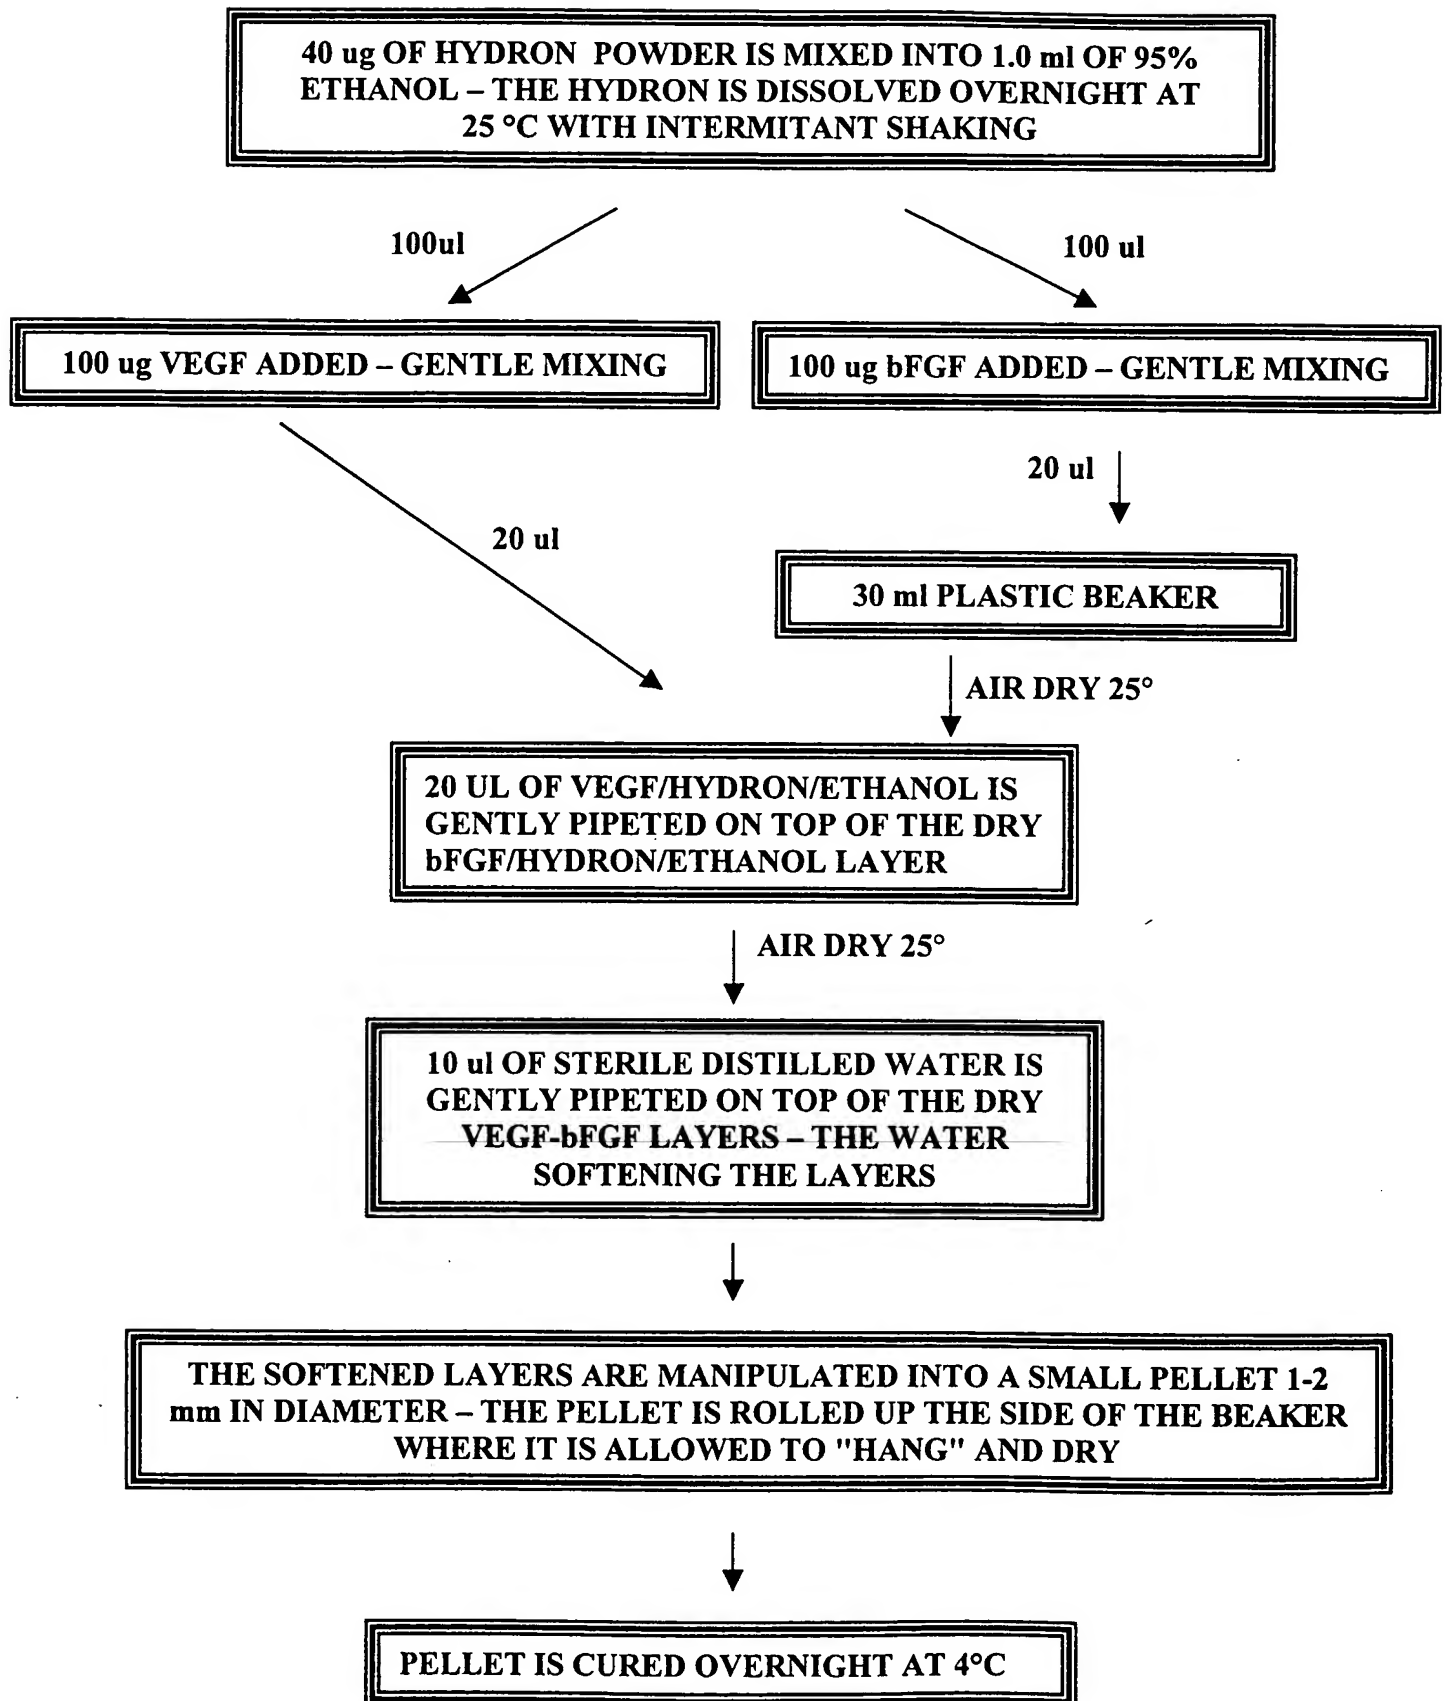 40 ug OF HYDRON POWDER IS MIXED INTO 1.0 ml OF 95%
ETHANOL – THE HYDRON IS DISSOLVED OVERNIGHT AT
25 °C WITH INTERMITANT SHAKING
100ul
100 ul
100 ug VEGF ADDED – GENTLE MIXING
100 ug bFGF ADDED – GENTLE MIXING
20 ul
20 ul
30 ml PLASTIC BEAKER
AIR DRY 25°
20 UL OF VEGF/HYDRON/ETHANOL IS
GENTLY PIPETED ON TOP OF THE DRY
bFGF/HYDRON/ETHANOL LAYER
AIR DRY 25°
10 ul OF STERILE DISTILLED WATER IS
GENTLY PIPETED ON TOP OF THE DRY
VEGF-bFGF LAYERS – THE WATER
SOFTENING THE LAYERS
THE SOFTENED LAYERS ARE MANIPULATED INTO A SMALL PELLET 1-2
mm IN DIAMETER – THE PELLET IS ROLLED UP THE SIDE OF THE BEAKER
WHERE IT IS ALLOWED TO "HANG" AND DRY
PELLET IS CURED OVERNIGHT AT 4°C